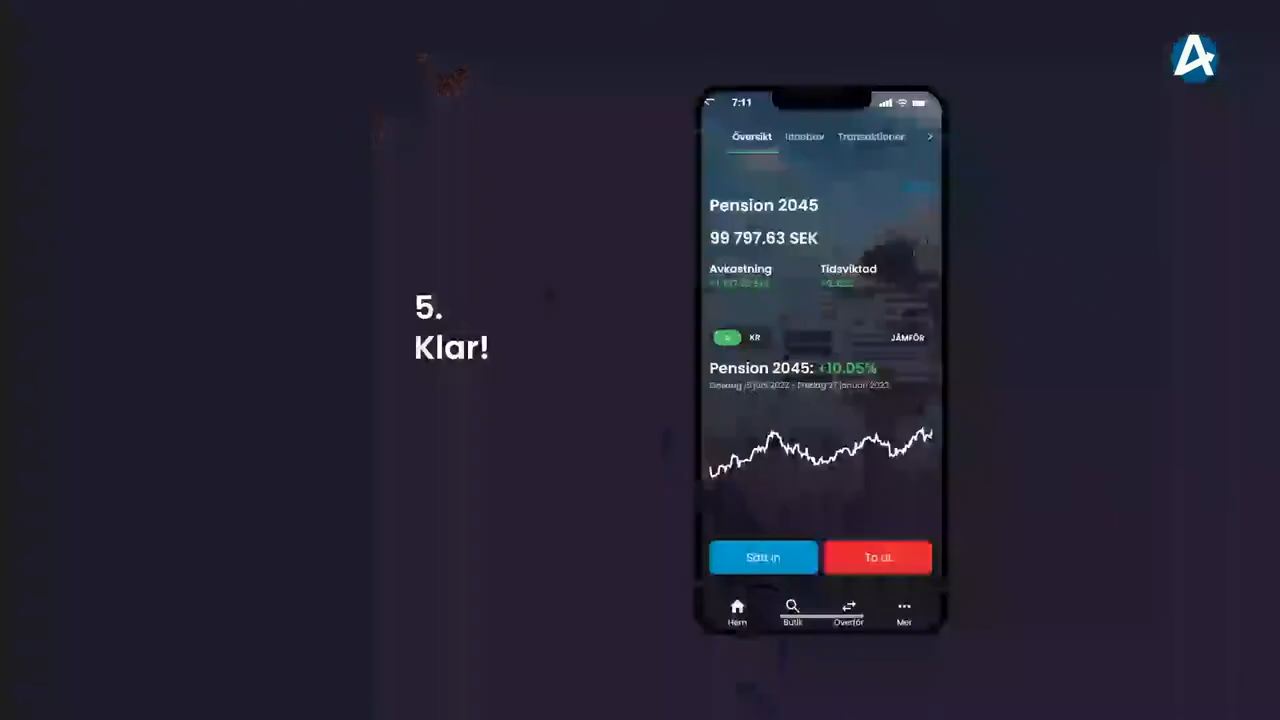 5.
Klar!
7:11
Översikt Innehav Transaktioner
Pension 2045
99 797.63 SEK
Avkastning Tidsviktad
KR JÄMFÖR
Pension 2045: +10.05%
Sätt in Ta ut
Hem Butik Överför Mer